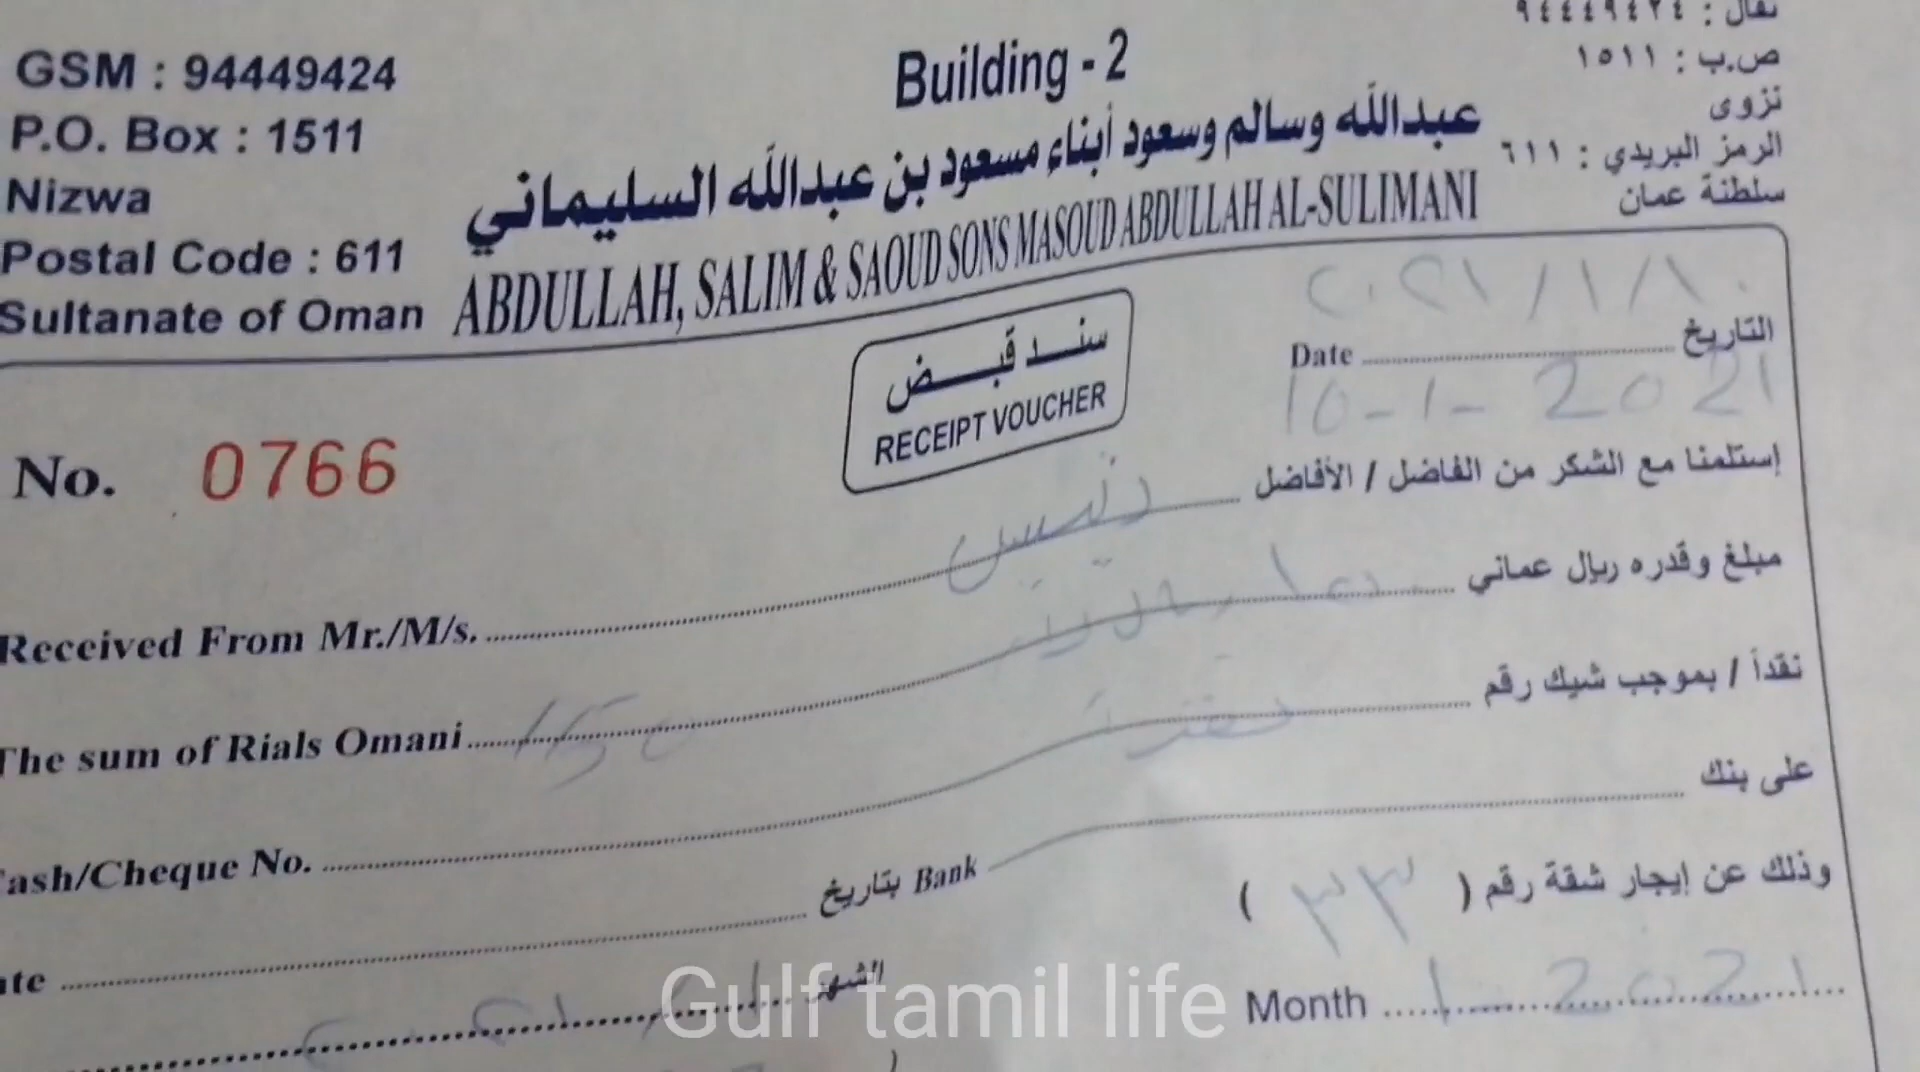 GSM : 94449424
P.O. Box : 1511
Nizwa
Postal Code : 611
Sultanate of Oman
Building - 2
عبدالله وسالم وسعود أبناء مسعود بن عبدالله السليماني
ABDULLAH, SALIM & SAOUD SONS MASOUD ABDULLAH AL-SULIMANI
نقال : ٩٤٤٤٩٤٢٤
ص.ب : ١٥١١
نزوى
الرمز البريدي : ٦١١
سلطنة عمان
سند قبض
RECEIPT VOUCHER
No. 0766
٢٠٢١/١/١٠
Date التاريخ
10-1-2021
إستلمنا مع الشكر من الفاضل / الأفاضل
Received From Mr./M/s.
مبلغ وقدره ريال عماني
The sum of Rials Omani 150
نقداً / بموجب شيك رقم نقداً
Cash/Cheque No.
على بنك
Bank بتاريخ
وذلك عن إيجار شقة رقم ( ٣٣ )
الشهر
Month 1-2021
Gulf tamil life